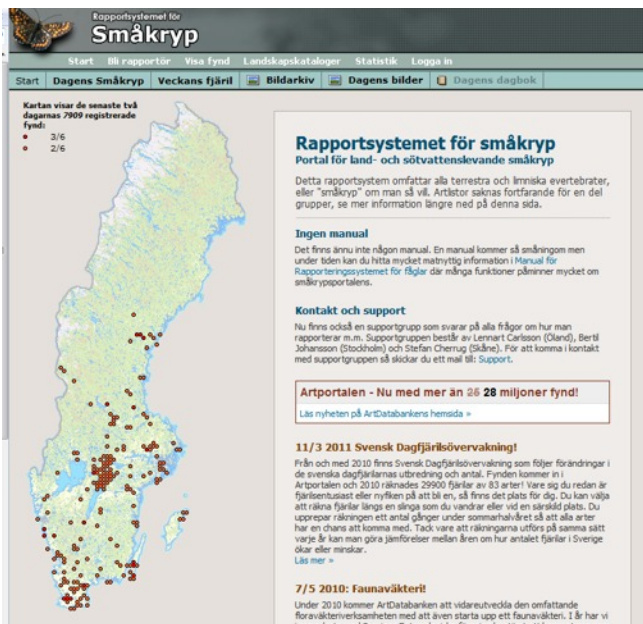 Rapportsystemet för
Småkryp
Start Bli rapportör Visa fynd Landskapskataloger Statistik Logga in
Start Dagens Småkryp Veckans fjäril Bildarkiv Dagens bilder Dagens dagbok
Kartan visar de senaste två
dagarnas 7909 registrerade
fynd:
3/6
2/6
Rapportsystemet för småkryp
Portal för land- och sötvattenslevande småkryp
Detta rapportsystem omfattar alla terrestra och limniska evertebrater,
eller "småkryp" om man så vill. Artlistor saknas fortfarande för en del
grupper, se mer information längre ned på denna sida.
Ingen manual
Det finns ännu inte någon manual. En manual kommer så småningom men
under tiden kan du hitta mycket matnyttig information i Manual för
Rapporteringssystemet för fåglar där många funktioner påminner mycket om
småkrypsportalens.
Kontakt och support
Nu finns också en supportgrupp som svarar på alla frågor om hur man
rapporterar m.m. Supportgruppen består av Lennart Carlsson (Öland), Bertil
Johansson (Stockholm) och Stefan Cherrug (Skåne). För att komma i kontakt
med supportgruppen så skickar du ett mail till: Support.
Artportalen - Nu med mer än 25 28 miljoner fynd!
Läs nyheten på ArtDatabankens hemsida »
11/3 2011 Svensk Dagfjärilsövervakning!
Från och med 2010 finns Svensk Dagfjärilsövervakning som följer förändringar i
de svenska dagfjärilarnas utbredning och antal. Fynden kommer in i
Artportalen och 2010 räknades 29900 fjärilar av 83 arter! Vare sig du redan är
fjärilsentusiast eller nyfiken på att bli en, så finns det plats för dig. Du kan välja
att räkna fjärilar längs en slinga som du vandrar eller vid en särskild plats. Du
upprepar räkningen ett antal gånger under sommarhalvåret så att alla arter
har en chans att komma med. Tack vare att räkningarna utförs på samma sätt
varje år kan man göra jämförelser mellan åren om hur antalet fjärilar i Sverige
ökar eller minskar.
Läs mer »
7/5 2010: Faunaväkteri!
Under 2010 kommer ArtDatabanken med att vidareutveckla den omfattande
floraväkteriverksamheten med att även starta upp ett faunaväkteri. I år har vi